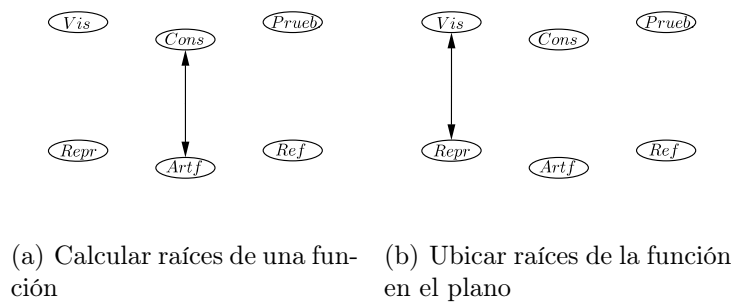 Vis
Cons
Prueb
Repr
Artf
Ref
Vis
Cons
Prueb
Repr
Artf
Ref
(a) Calcular raíces de una fun-
ción
(b) Ubicar raíces de la función
en el plano